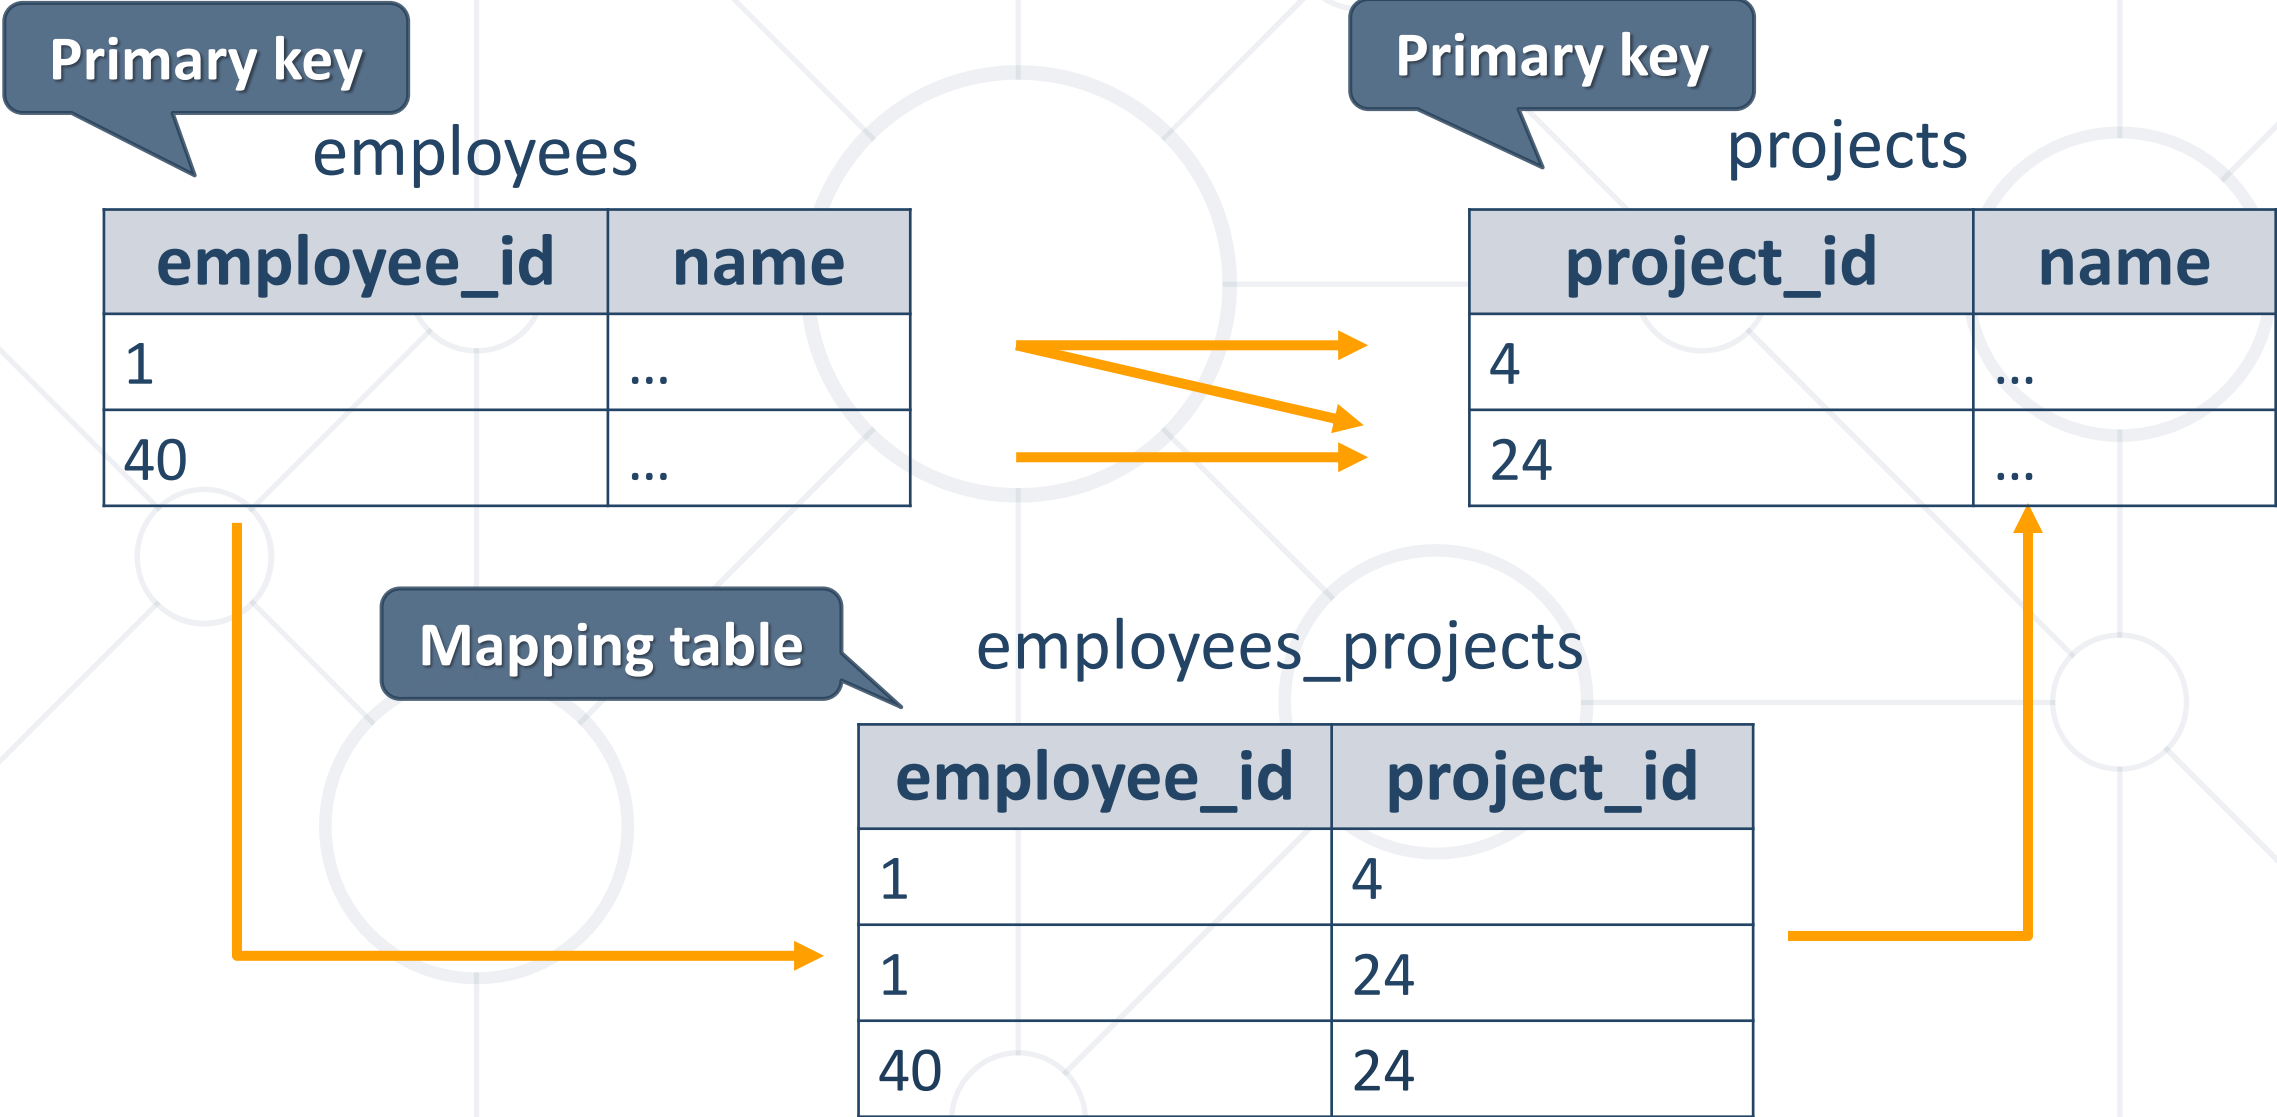 Primary key
employees
employee_id name
1 ...
40 ...
Primary key
projects
project_id name
4 ...
24 ...
Mapping table
employees_projects
employee_id project_id
1 4
1 24
40 24